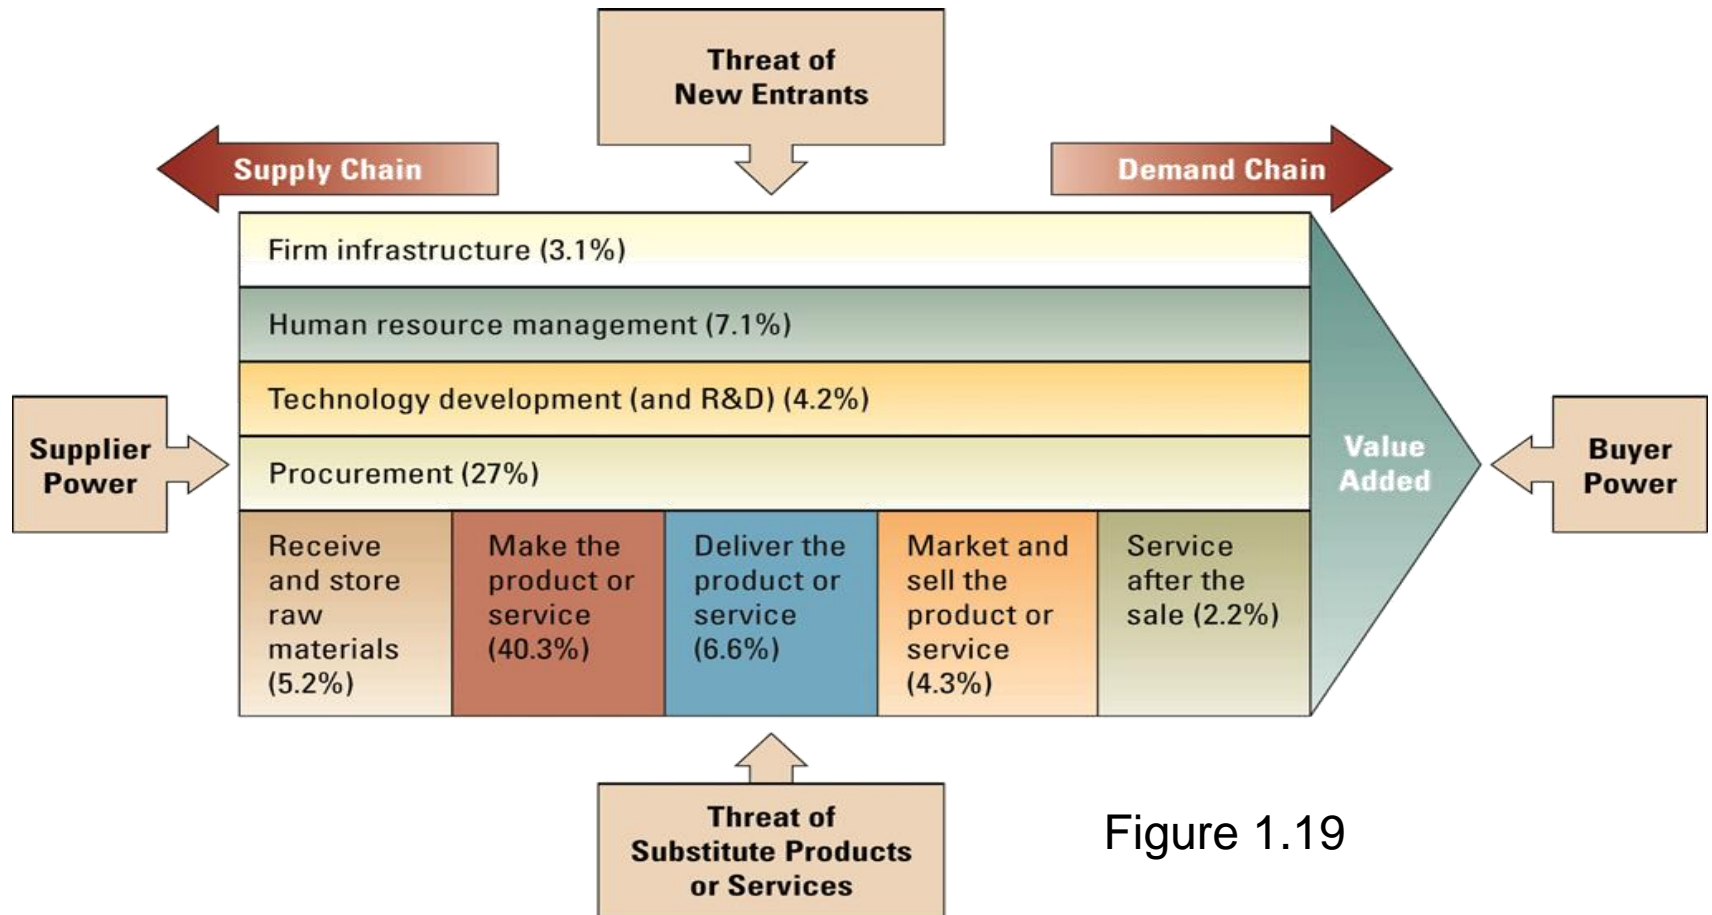 Threat of
New Entrants
Supply Chain
Demand Chain
Firm infrastructure (3.1%)
Human resource management (7.1%)
Technology development (and R&D) (4.2%)
Procurement (27%)
Supplier
Power
Value
Added
Buyer
Power
Receive
and store
raw
materials
(5.2%)
Make the
product or
service
(40.3%)
Deliver the
product or
service
(6.6%)
Market and
sell the
product or
service
(4.3%)
Service
after the
sale (2.2%)
Threat of
Substitute Products
or Services
Figure 1.19